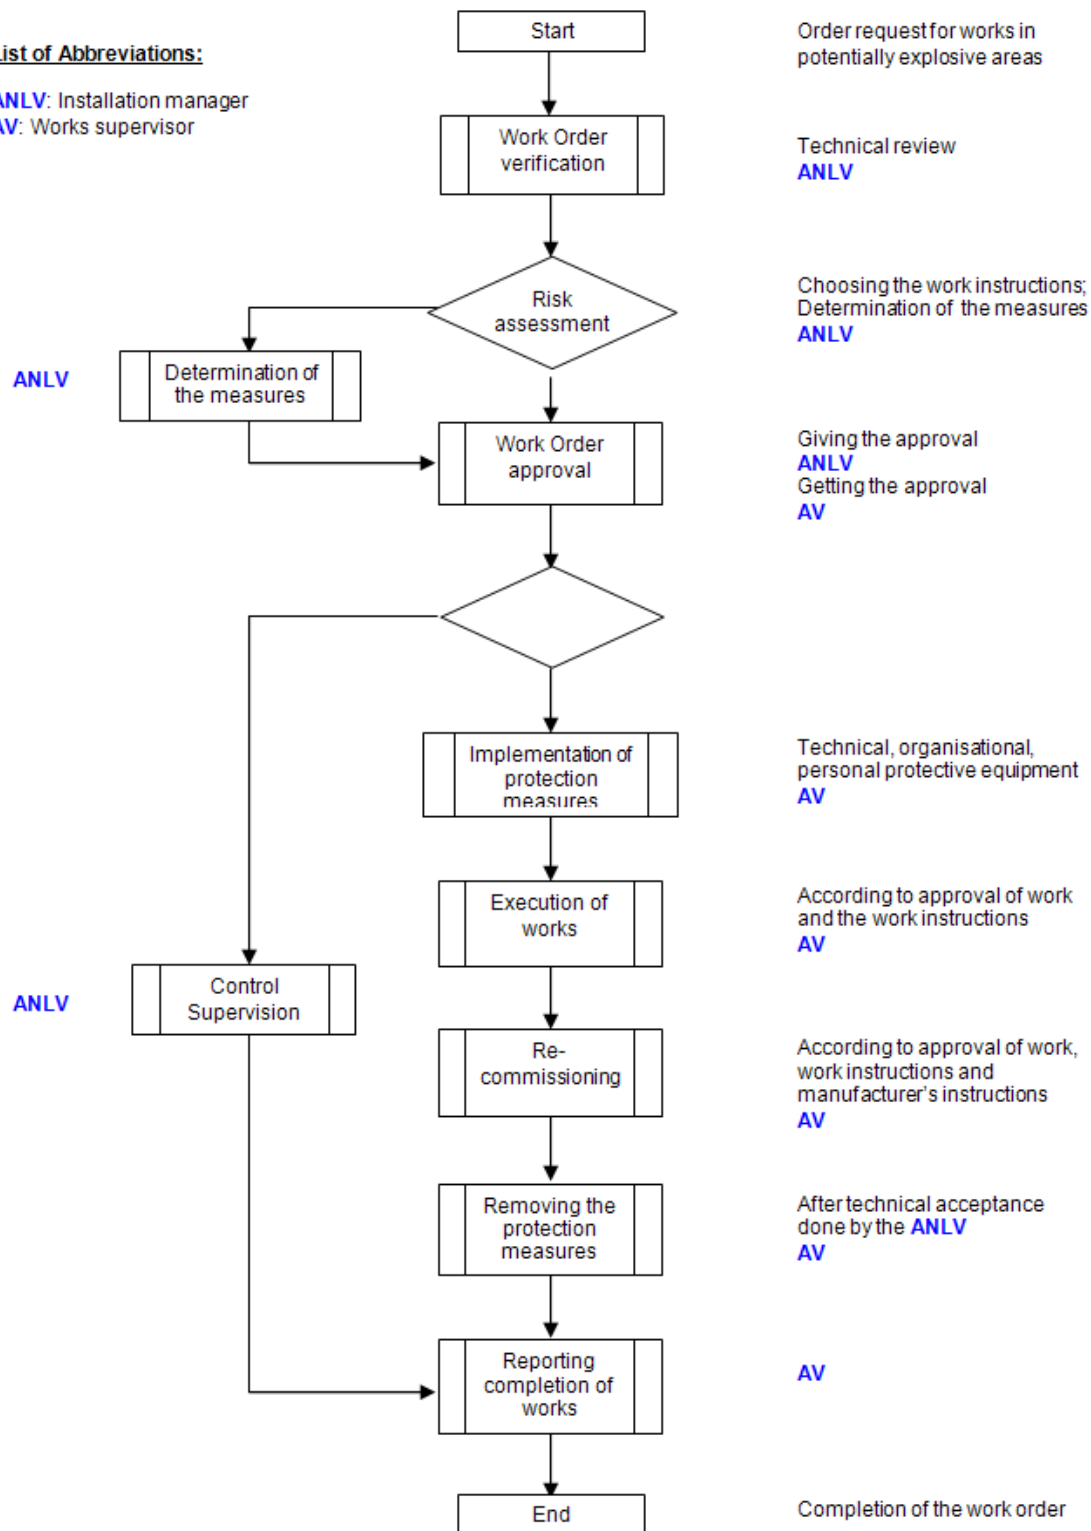 Start
Order request for works in
potentially explosive areas
List of Abbreviations:
ANLV: Installation manager
AV: Works supervisor
Work Order
verification
Technical review
ANLV
Risk
assessment
Choosing the work instructions;
Determination of the measures
ANLV
ANLV
Determination of
the measures
Work Order
approval
Giving the approval
ANLV
Getting the approval
AV
Implementation of
protection
measures
Technical, organisational,
personal protective equipment
AV
Execution of
works
According to approval of work
and the work instructions
AV
ANLV
Control
Supervision
Re-
commissioning
According to approval of work,
work instructions and
manufacturer's instructions
AV
Removing the
protection
measures
After technical acceptance
done by the ANLV
AV
Reporting
completion of
works
AV
End
Completion of the work order